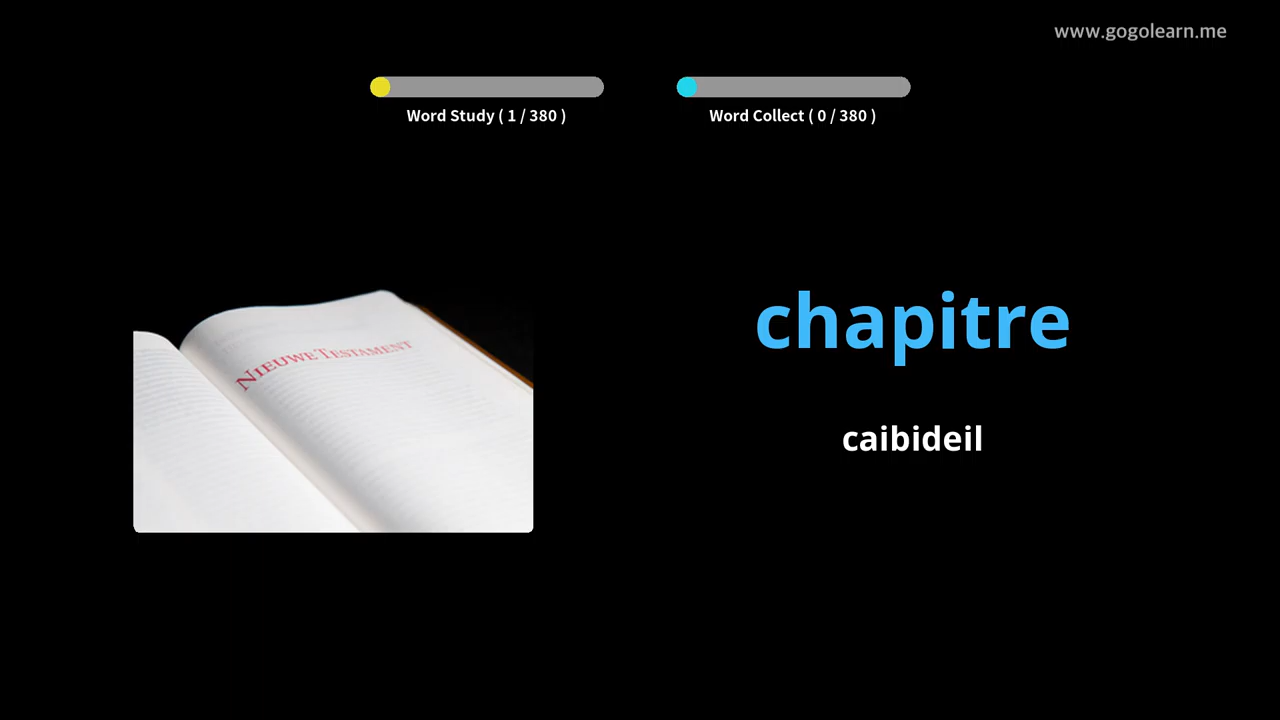 www.gogolearn.me
Word Study ( 1 / 380 )
Word Collect ( 0 / 380 )
NIEUWE TESTAMENT
chapitre
caibideil